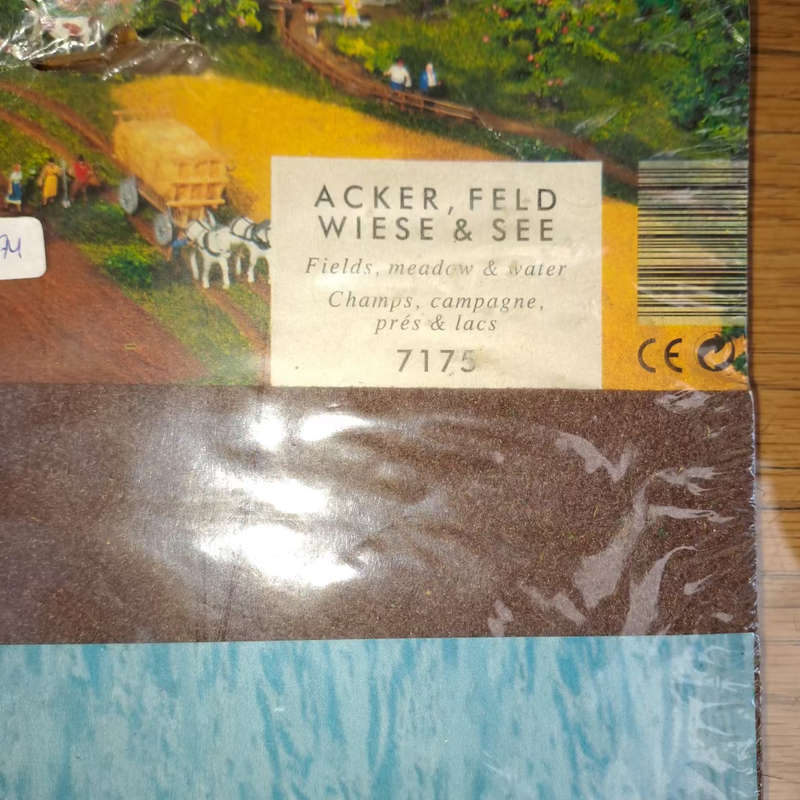 ACKER, FELD
WIESE & SEE
Fields, meadow & water
Champs, campagne,
prés & lacs
7175
CE